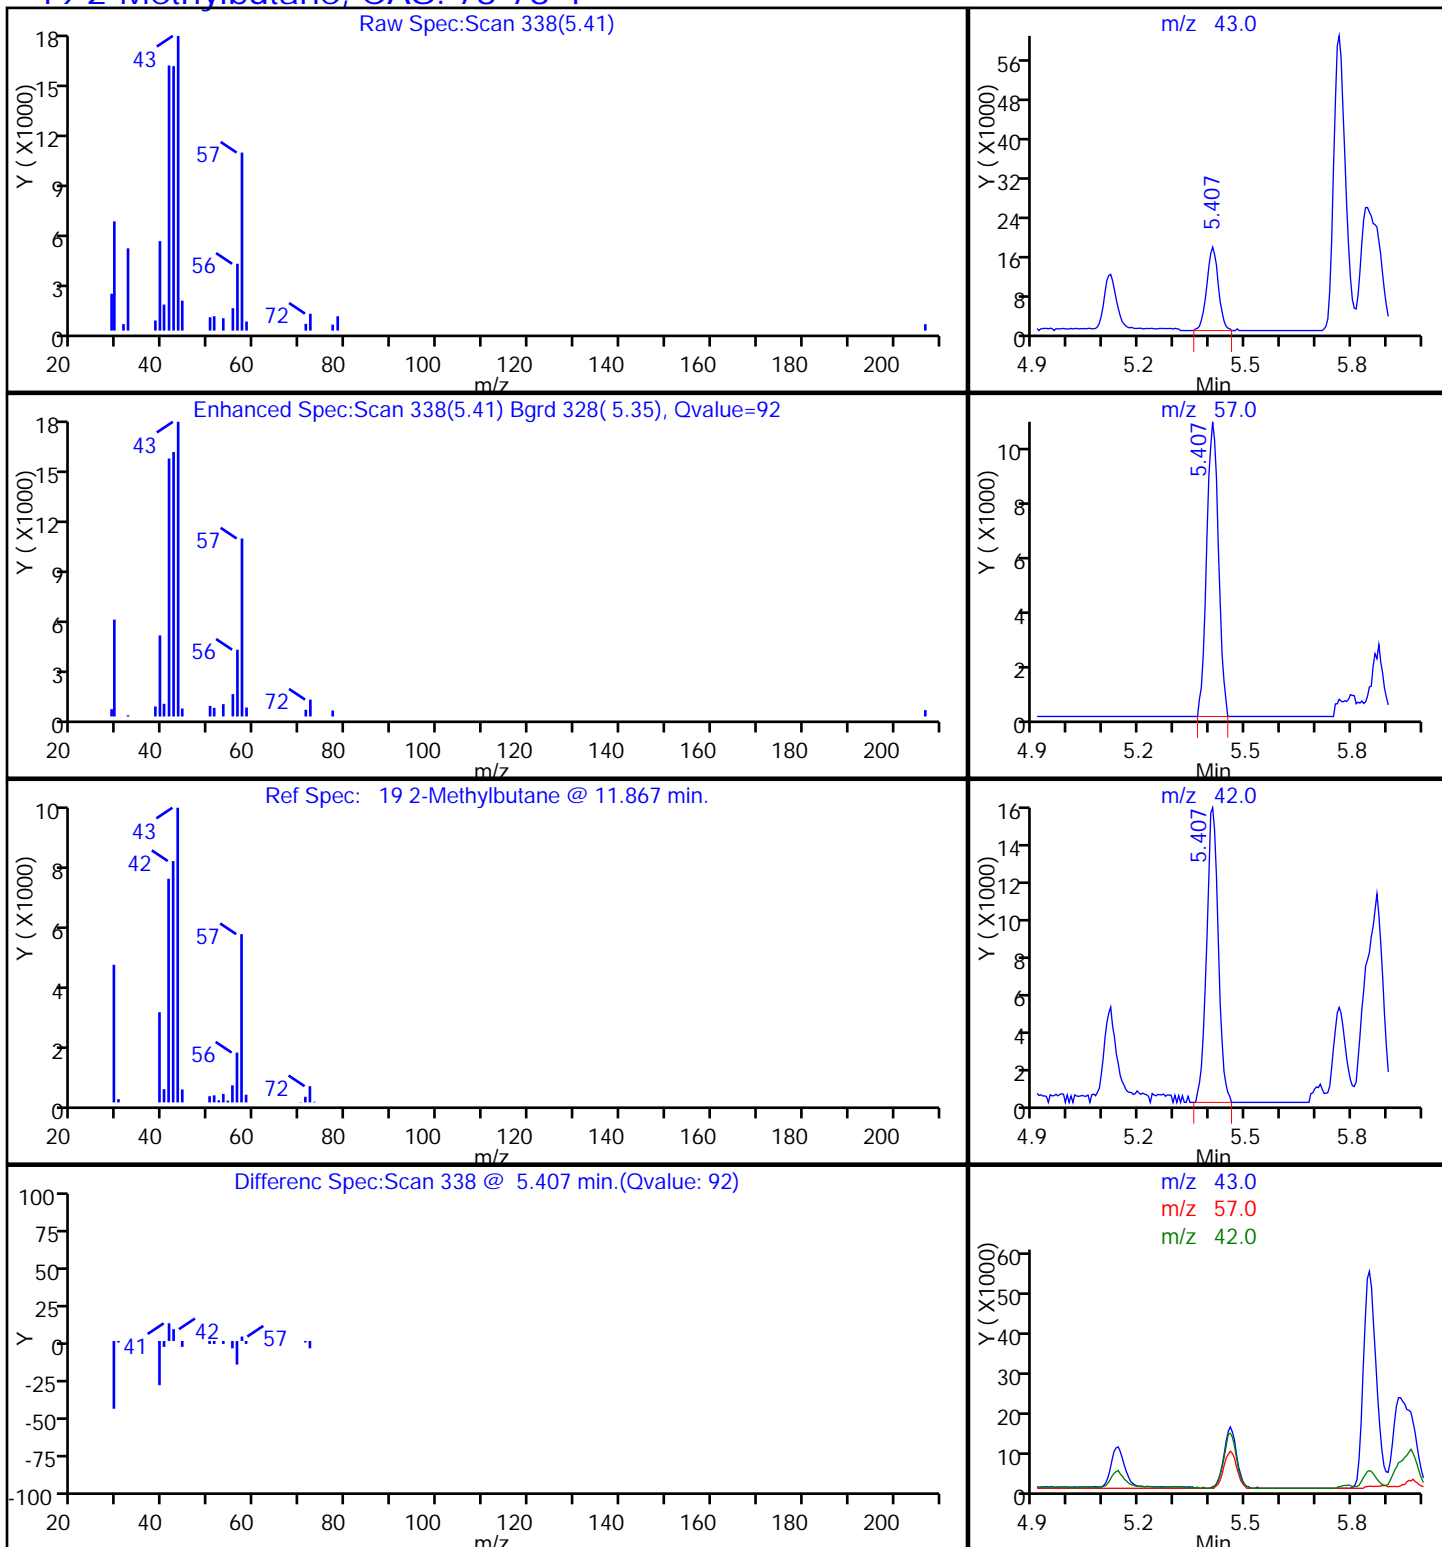 19 2-Methylbutane, CAS: 78-78-4
Raw Spec:Scan 338(5.41)
Y ( X1000)
18
15
12
9
6
3
0
43
57
56
72
20 40 60 80 100 120 140 160 180 200
m/z
m/z 43.0
Y ( X1000)
56
48
40
32
24
16
8
0
5.407
4.9 5.2 5.5 5.8
Min
Enhanced Spec:Scan 338(5.41) Bgrd 328( 5.35), Qvalue=92
Y ( X1000)
18
15
12
9
6
3
0
43
57
56
72
20 40 60 80 100 120 140 160 180 200
m/z
m/z 57.0
Y ( X1000)
10
8
6
4
2
0
5.407
4.9 5.2 5.5 5.8
Min
Ref Spec: 19 2-Methylbutane @ 11.867 min.
Y ( X1000)
10
8
6
4
2
0
43
42
57
56
72
20 40 60 80 100 120 140 160 180 200
m/z
m/z 42.0
Y ( X1000)
16
14
12
10
8
6
4
2
0
5.407
4.9 5.2 5.5 5.8
Min
Differenc Spec:Scan 338 @ 5.407 min.(Qvalue: 92)
Y
100
75
50
25
0
-25
-50
-75
-100
41
42
57
20 40 60 80 100 120 140 160 180 200
m/z
m/z 43.0
m/z 57.0
m/z 42.0
Y ( X1000)
60
50
40
30
20
10
0
4.9 5.2 5.5 5.8
Min